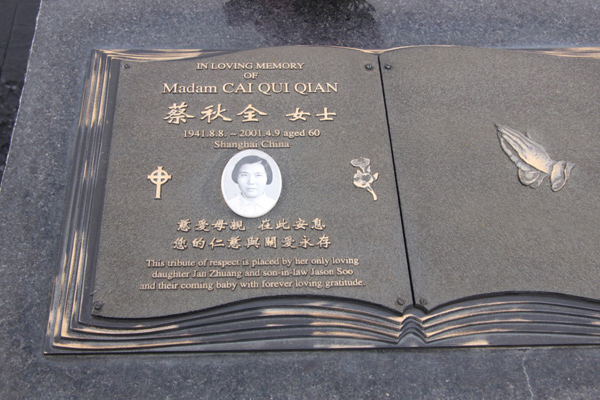 IN LOVING MEMORY
OF
Madam CAI QUI QIAN
蔡秋全 女士
1941.8.8. ~ 2001.4.9 aged 60
Shanghai China
慈愛母親 在此安息
您的仁慈與關愛永存
This tribute of respect is placed by her only loving
daughter Jan Zhuang and son-in-law Jason Soo
and their coming baby with forever loving gratitude.